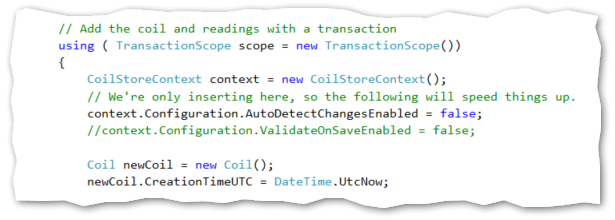 // Add the coil and readings with a transaction
using ( TransactionScope scope = new TransactionScope())
{
CoilStoreContext context = new CoilStoreContext();
// We're only inserting here, so the following will speed things up.
context.Configuration.AutoDetectChangesEnabled = false;
//context.Configuration.ValidateOnSaveEnabled = false;
Coil newCoil = new Coil();
newCoil.CreationTimeUTC = DateTime.UtcNow;